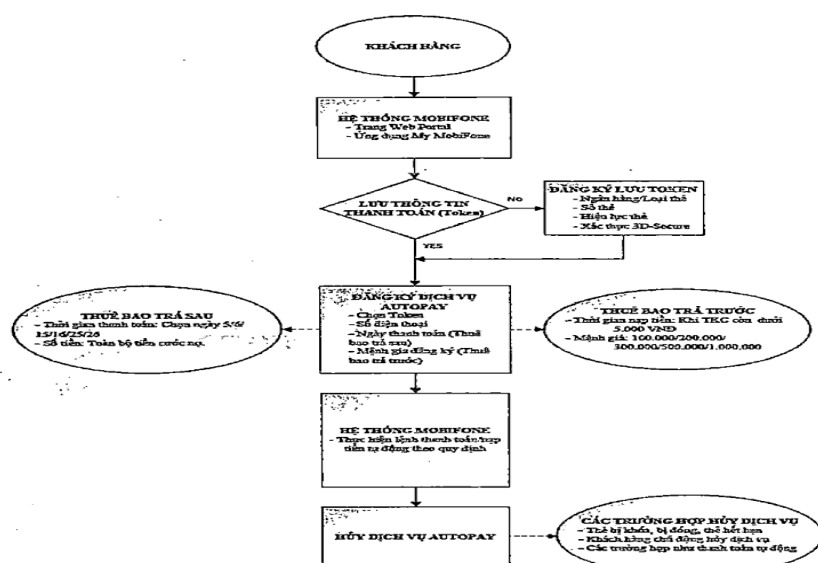 KHÁCH HÀNG
HỆ THỐNG MOBIFONE
- Trang Web Portal
- Ứng dụng My MobiFone
LƯU THÔNG TIN
THANH TOÁN (Token)
NO
YES
ĐĂNG KÝ LƯU TOKEN
- Ngân hàng/Loại thẻ
- Số thẻ
- Hiệu lực thẻ
- Xác thực 3D-Secure
ĐĂNG KÝ DỊCH VỤ
AUTOPAY
- Chọn Token
- Số điện thoại
- Ngày thanh toán (Thuê
bao trả sau)
- Mệnh giá đăng ký (Thuê
bao trả trước)
THUÊ BAO TRẢ SAU
- Thời gian thanh toán: Chọn ngày 5/6/
15/16/25/26
- Số tiền: Toàn bộ tiền cước nợ.
THUÊ BAO TRẢ TRƯỚC
- Thời gian nạp tiền: Khi TKG còn dưới
5.000 VNĐ
- Mệnh giá: 100.000/200.000/
300.000/500.000/1.000.000
HỆ THỐNG MOBIFONE
- Thực hiện lệnh thanh toán/nạp
tiền tự động theo quy định
HỦY DỊCH VỤ AUTOPAY
CÁC TRƯỜNG HỢP HỦY DỊCH VỤ
- Thẻ bị khóa, bị đóng, thẻ hết hạn
- Khách hàng chủ động hủy dịch vụ
- Các trường hợp như thanh toán tự động